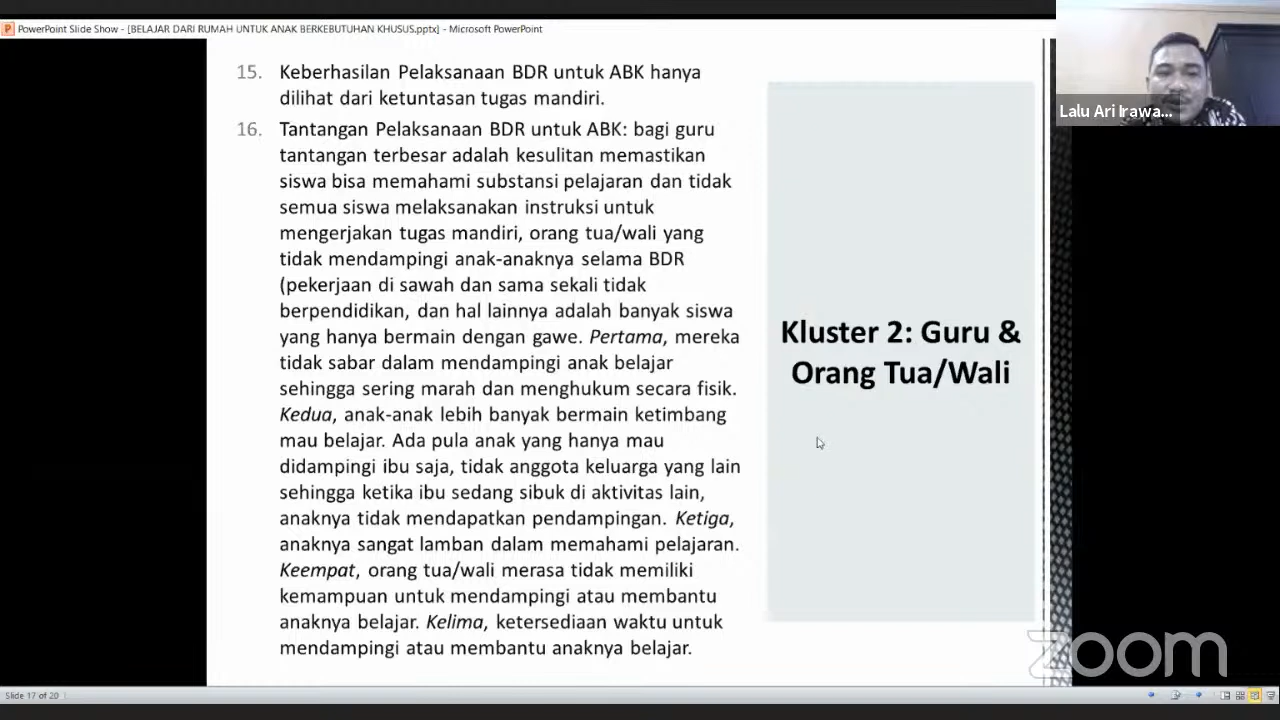 PowerPoint Slide Show - [BELAJAR DARI RUMAH UNTUK ANAK BERKEBUTUHAN KHUSUS.pptx] - Microsoft PowerPoint
Lalu Ari Irawa...
15. Keberhasilan Pelaksanaan BDR untuk ABK hanya
dilihat dari ketuntasan tugas mandiri.
16. Tantangan Pelaksanaan BDR untuk ABK: bagi guru
tantangan terbesar adalah kesulitan memastikan
siswa bisa memahami substansi pelajaran dan tidak
semua siswa melaksanakan instruksi untuk
mengerjakan tugas mandiri, orang tua/wali yang
tidak mendampingi anak-anaknya selama BDR
(pekerjaan di sawah dan sama sekali tidak
berpendidikan, dan hal lainnya adalah banyak siswa
yang hanya bermain dengan gawe. Pertama, mereka
tidak sabar dalam mendampingi anak belajar
sehingga sering marah dan menghukum secara fisik.
Kedua, anak-anak lebih banyak bermain ketimbang
mau belajar. Ada pula anak yang hanya mau
didampingi ibu saja, tidak anggota keluarga yang lain
sehingga ketika ibu sedang sibuk di aktivitas lain,
anaknya tidak mendapatkan pendampingan. Ketiga,
anaknya sangat lamban dalam memahami pelajaran.
Keempat, orang tua/wali merasa tidak memiliki
kemampuan untuk mendampingi atau membantu
anaknya belajar. Kelima, ketersediaan waktu untuk
mendampingi atau membantu anaknya belajar.
Kluster 2: Guru &
Orang Tua/Wali
zoom
Slide 17 of 20